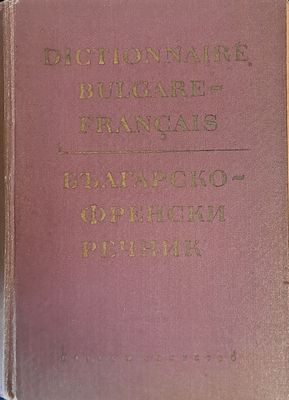 DICTIONNAIRE
BULGARE-
FRANÇAIS
БЪЛГАРСКО-
ФРЕНСКИ
РЕЧНИК